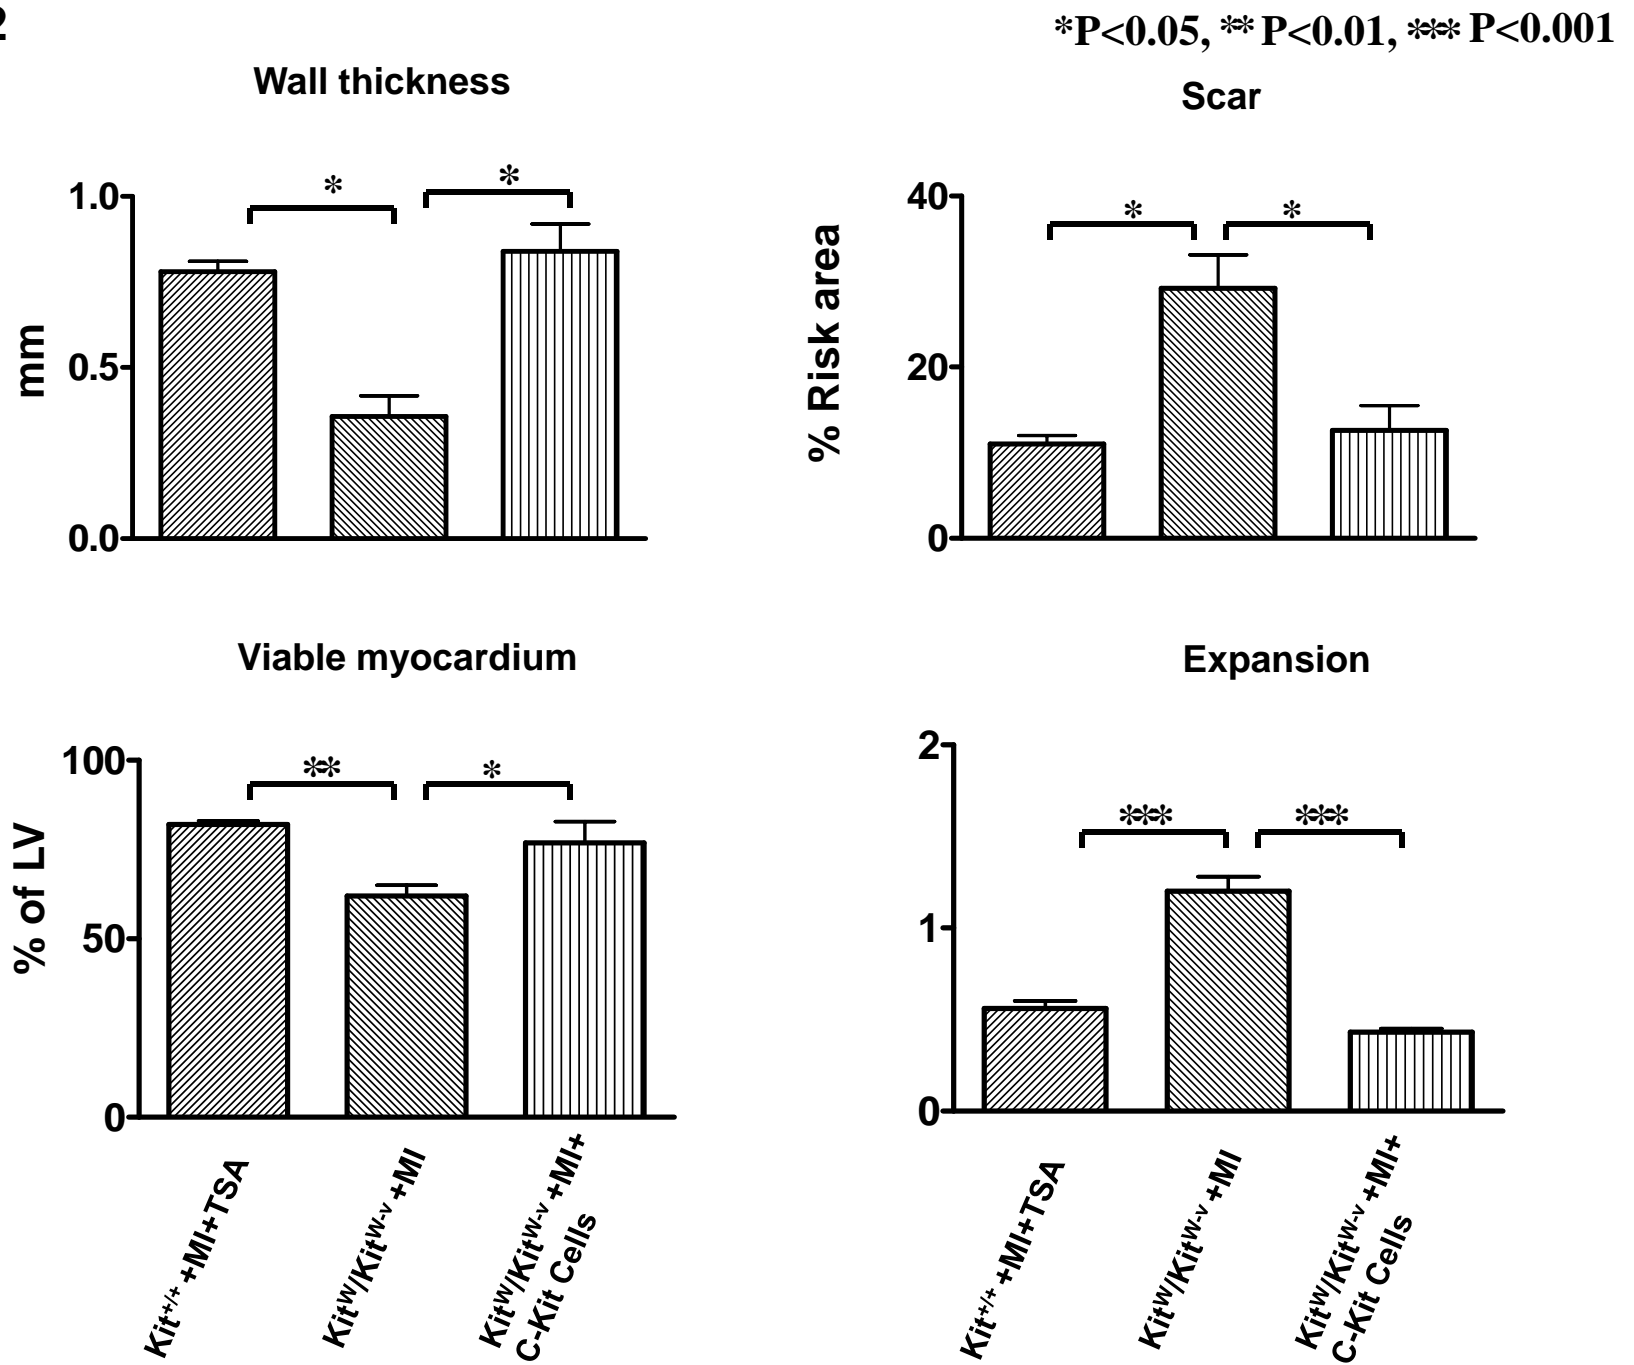 2
*P<0.05, ** P<0.01, *** P<0.001
Wall thickness
mm
1.0
0.5
0.0
*
*
Scar
% Risk area
40
20
0
*
*
Viable myocardium
% of LV
100
50
0
**
*
Kit+/+ +MI+TSA
KitW/KitW-v +MI
KitW/KitW-v +MI+
C-Kit Cells
Expansion
2
1
0
***
***
Kit+/+ +MI+TSA
KitW/KitW-v +MI
KitW/KitW-v +MI+
C-Kit Cells